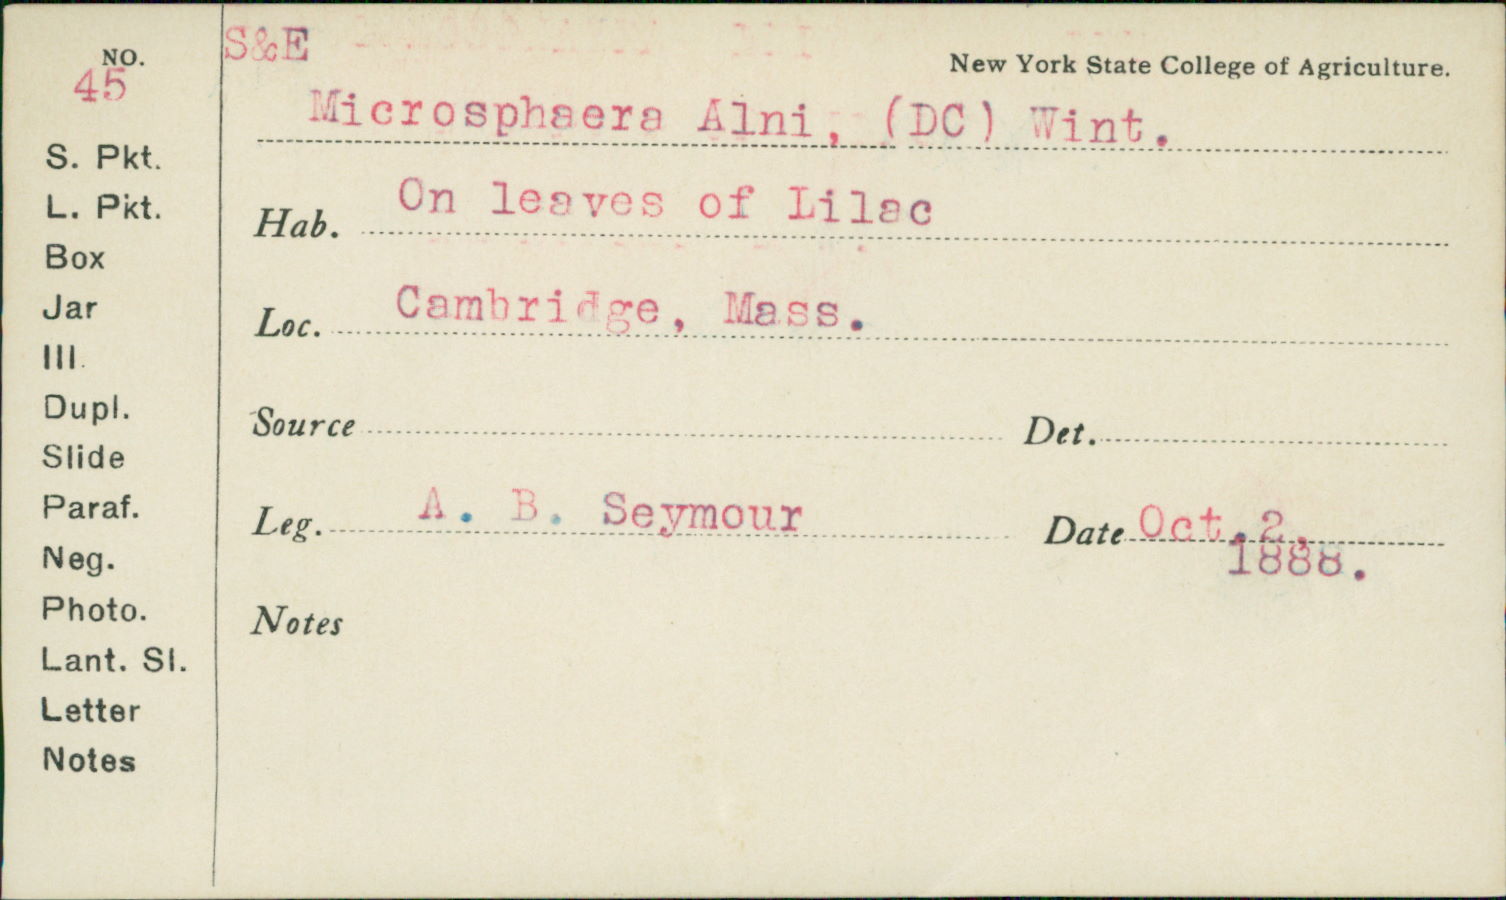 NO.
45
S. Pkt.
L. Pkt.
Box
Jar
Ill.
Dupl.
Slide
Paraf.
Neg.
Photo.
Lant. Sl.
Letter
Notes
S&E
New York State College of Agriculture.
Microsphaera Alni, (DC) Wint.
Hab. On leaves of Lilac
Loc. Cambridge, Mass.
Source Det.
Leg. A. B. Seymour Date Oct.2,
1888.
Notes